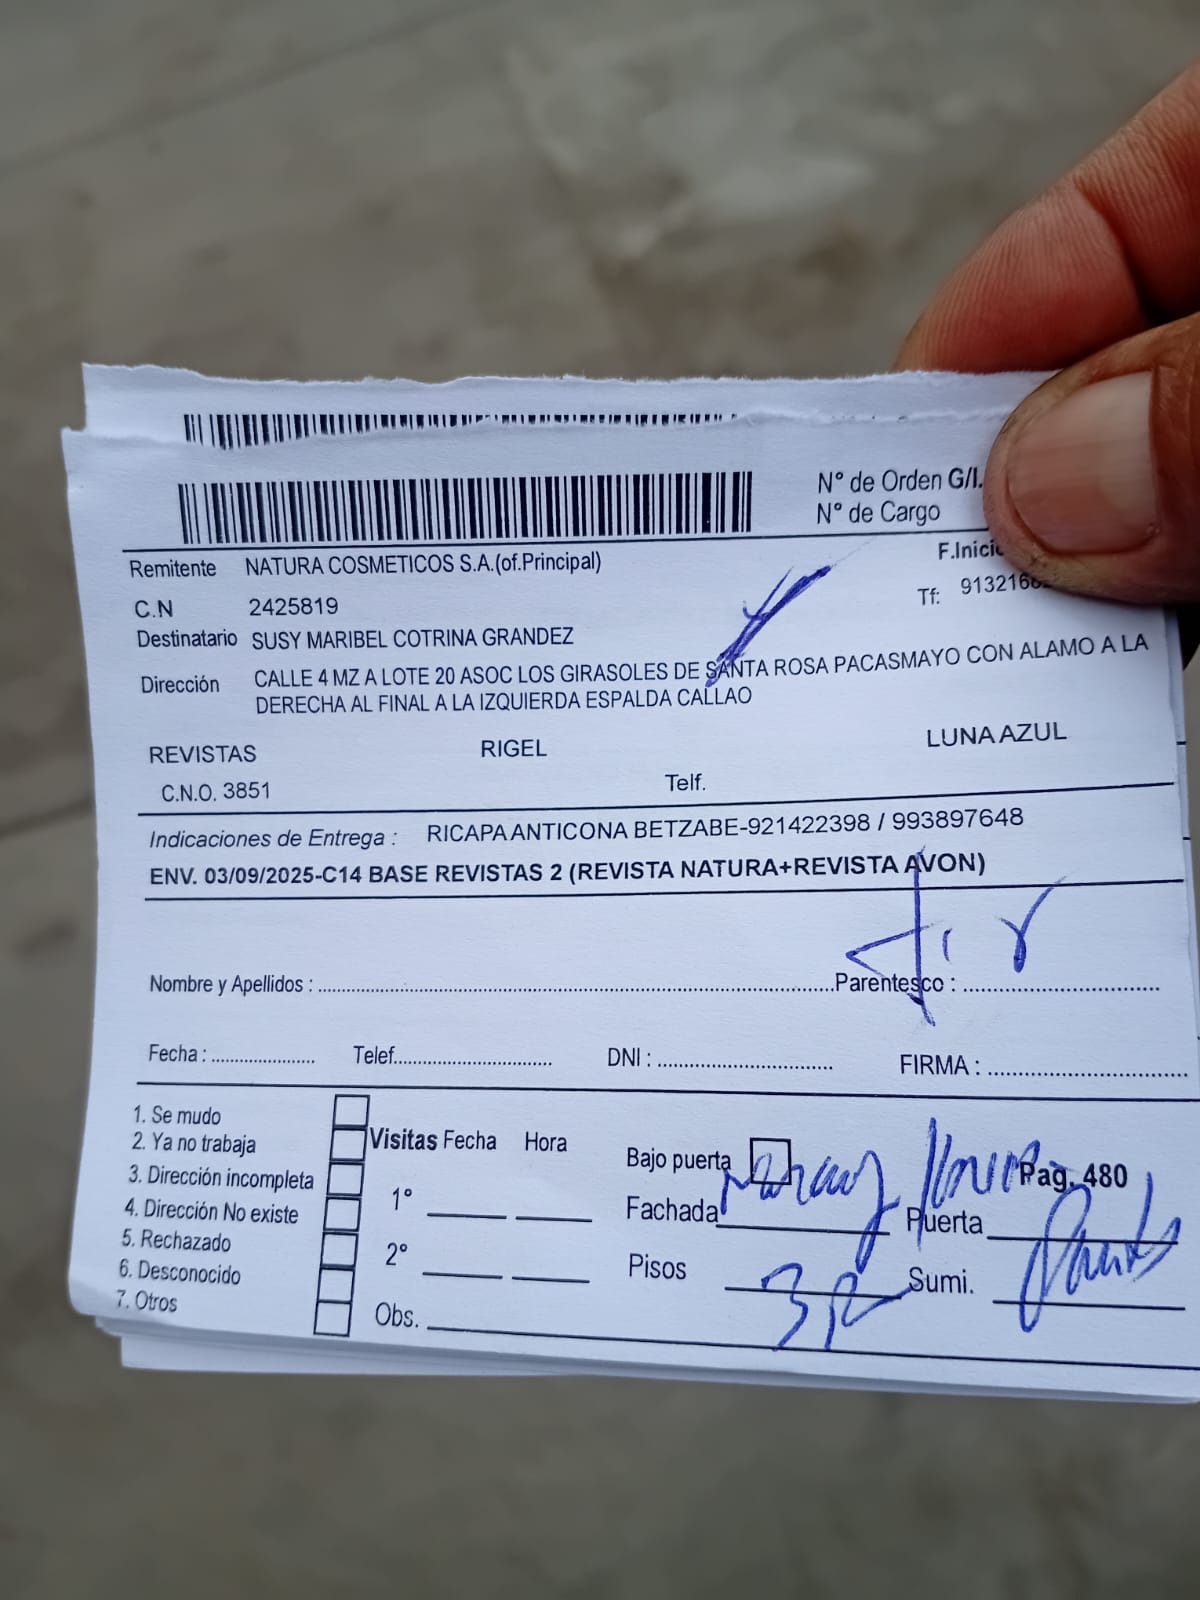 N° de Orden G/I.
N° de Cargo
F.Inicio
Remitente NATURA COSMETICOS S.A.(of.Principal)
Tf: 9132168
C.N 2425819
Destinatario SUSY MARIBEL COTRINA GRANDEZ
Dirección CALLE 4 MZ A LOTE 20 ASOC LOS GIRASOLES DE SANTA ROSA PACASMAYO CON ALAMO A LA
DERECHA AL FINAL A LA IZQUIERDA ESPALDA CALLAO
REVISTAS RIGEL LUNA AZUL
C.N.O. 3851 Telf.
Indicaciones de Entrega : RICAPA ANTICONA BETZABE-921422398 / 993897648
ENV. 03/09/2025-C14 BASE REVISTAS 2 (REVISTA NATURA+REVISTA AVON)
Nombre y Apellidos : Parentesco :
Fecha : Telef. DNI : FIRMA :
1. Se mudo
2. Ya no trabaja
3. Dirección incompleta
4. Dirección No existe
5. Rechazado
6. Desconocido
7. Otros
Visitas Fecha Hora
1°
2°
Obs.
Bajo puerta Pag. 480
Fachada Puerta
Pisos 3 Sumi.